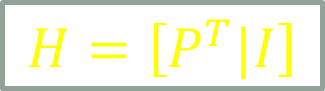 H = [P^T|I]